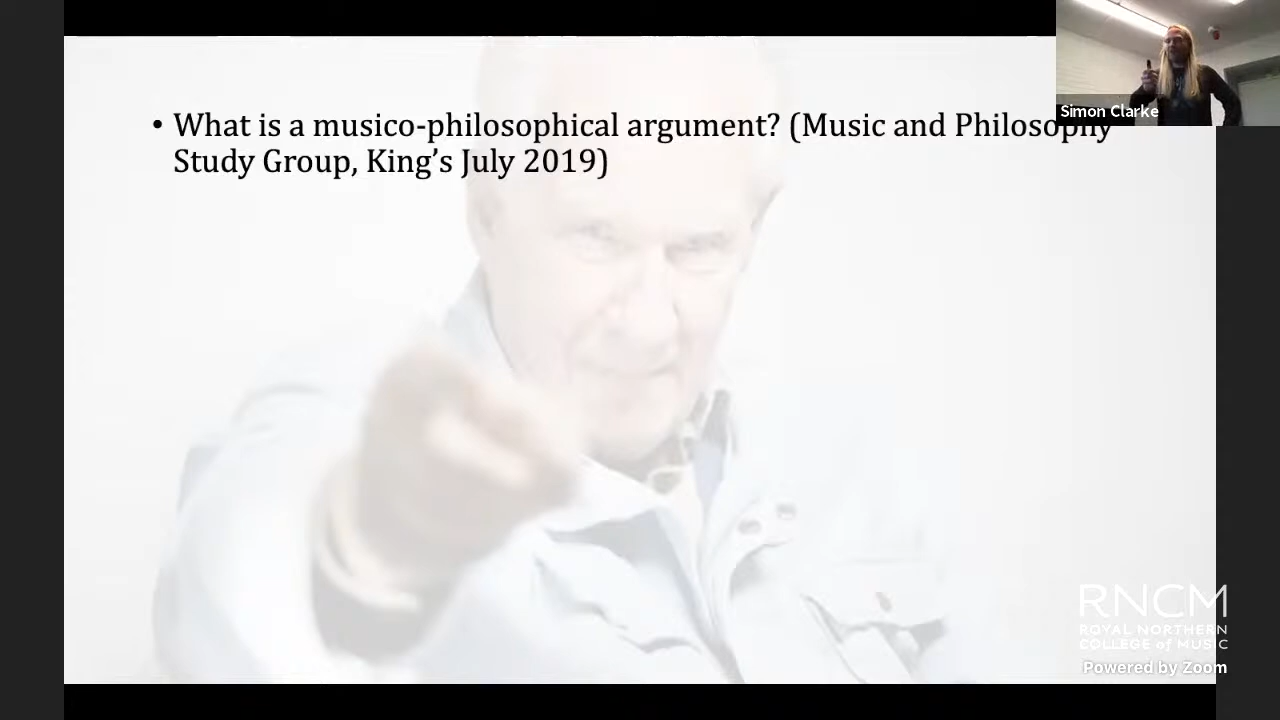 • What is a musico-philosophical argument? (Music and Philosophy
Study Group, King's July 2019)
Simon Clarke
RNCM
ROYAL NORTHERN
COLLEGE of MUSIC
Powered by Zoom